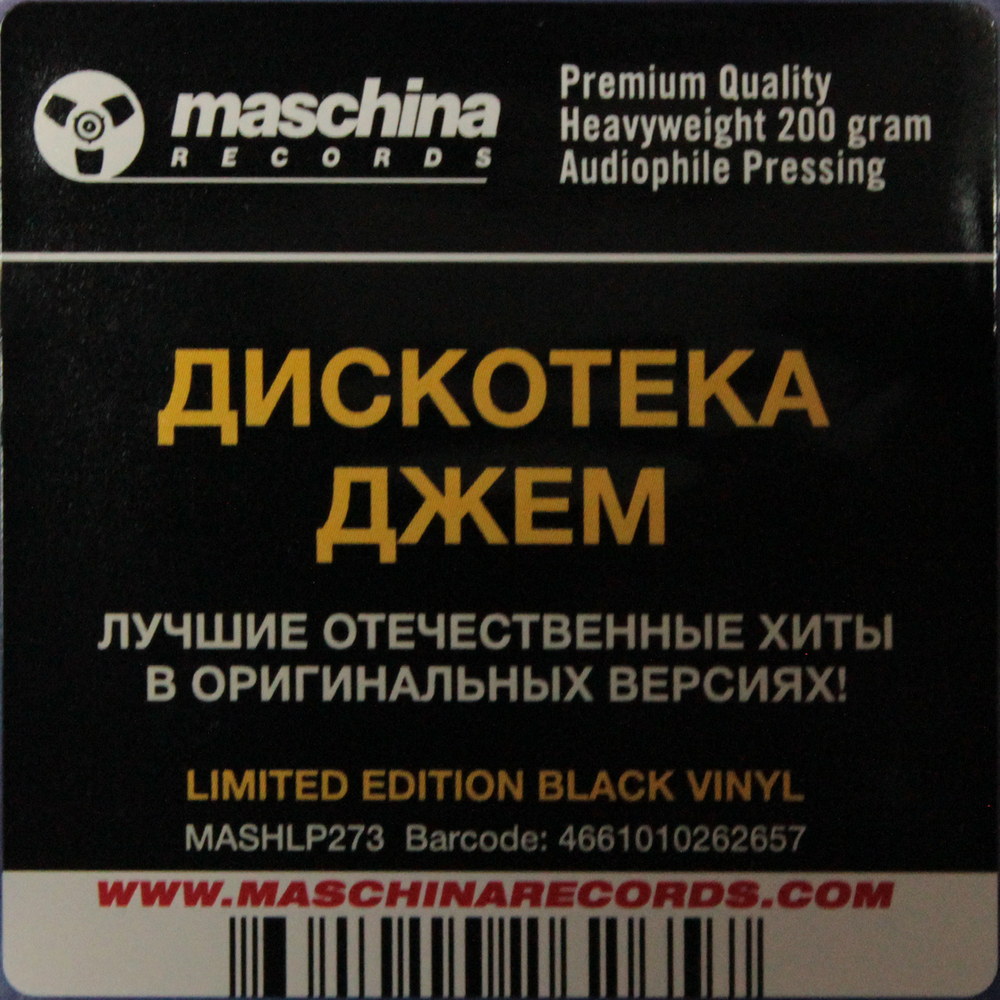 maschina
RECORDS
Premium Quality
Heavyweight 200 gram
Audiophile Pressing
ДИСКОТЕКА
ДЖЕМ
ЛУЧШИЕ ОТЕЧЕСТВЕННЫЕ ХИТЫ
В ОРИГИНАЛЬНЫХ ВЕРСИЯХ!
LIMITED EDITION BLACK VINYL
MASHLP273 Barcode: 4661010262657
WWW.MASCHINARECORDS.COM